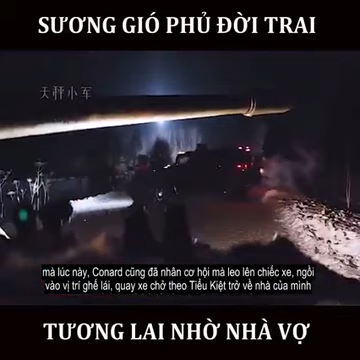 SƯƠNG GIÓ PHỦ ĐỜI TRAI
天秤小军
mà lúc này, Conard cũng đã nhân cơ hội mà leo lên chiếc xe, ngồi
vào vị trí ghế lái, quay xe chở theo Tiểu Kiệt trở về nhà của mình
TƯƠNG LAI NHỜ NHÀ VỢ